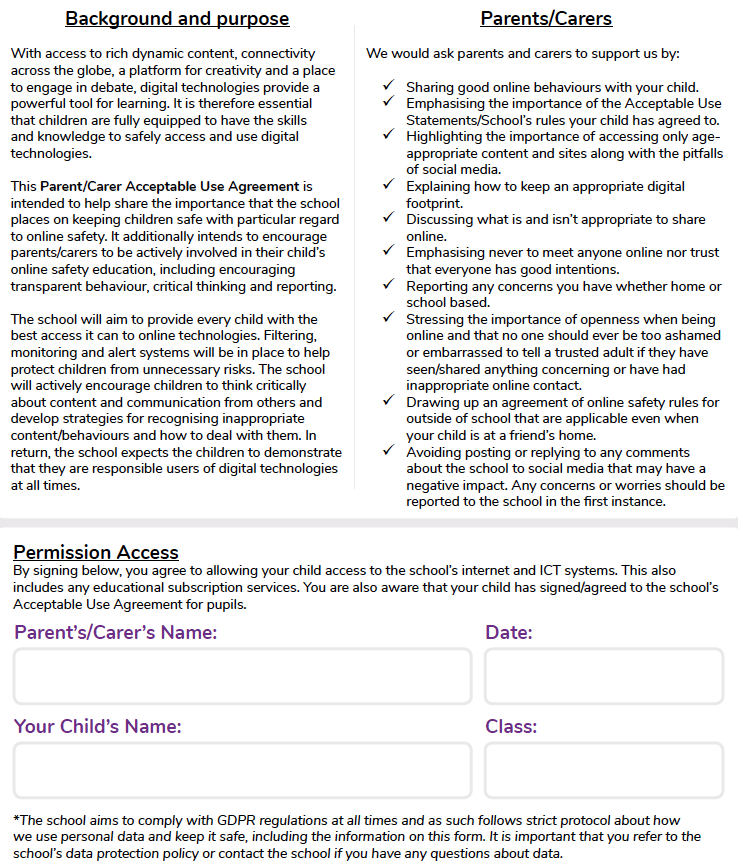 Background and purpose
With access to rich dynamic content, connectivity
across the globe, a platform for creativity and a place
to engage in debate, digital technologies provide a
powerful tool for learning. It is therefore essential
that children are fully equipped to have the skills
and knowledge to safely access and use digital
technologies.
This Parent/Carer Acceptable Use Agreement is
intended to help share the importance that the school
places on keeping children safe with particular regard
to online safety. It additionally intends to encourage
parents/carers to be actively involved in their child's
online safety education, including encouraging
transparent behaviour, critical thinking and reporting.
The school will aim to provide every child with the
best access it can to online technologies. Filtering,
monitoring and alert systems will be in place to help
protect children from unnecessary risks. The school
will actively encourage children to think critically
about content and communication from others and
develop strategies for recognising inappropriate
content/behaviours and how to deal with them. In
return, the school expects the children to demonstrate
that they are responsible users of digital technologies
at all times.
Parents/Carers
We would ask parents and carers to support us by:
✓ Sharing good online behaviours with your child.
✓ Emphasising the importance of the Acceptable Use
Statements/School's rules your child has agreed to.
✓ Highlighting the importance of accessing only age-
appropriate content and sites along with the pitfalls
of social media.
✓ Explaining how to keep an appropriate digital
footprint.
✓ Discussing what is and isn't appropriate to share
online.
✓ Emphasising never to meet anyone online nor trust
that everyone has good intentions.
✓ Reporting any concerns you have whether home or
school based.
✓ Stressing the importance of openness when being
online and that no one should ever be too ashamed
or embarrassed to tell a trusted adult if they have
seen/shared anything concerning or have had
inappropriate online contact.
✓ Drawing up an agreement of online safety rules for
outside of school that are applicable even when
your child is at a friend's home.
✓ Avoiding posting or replying to any comments
about the school to social media that may have a
negative impact. Any concerns or worries should be
reported to the school in the first instance.
Permission Access
By signing below, you agree to allowing your child access to the school's internet and ICT systems. This also
includes any educational subscription services. You are also aware that your child has signed/agreed to the school's
Acceptable Use Agreement for pupils.
Parent's/Carer's Name:
Date:
Your Child's Name:
Class:
*The school aims to comply with GDPR regulations at all times and as such follows strict protocol about how
we use personal data and keep it safe, including the information on this form. It is important that you refer to the
school's data protection policy or contact the school if you have any questions about data.